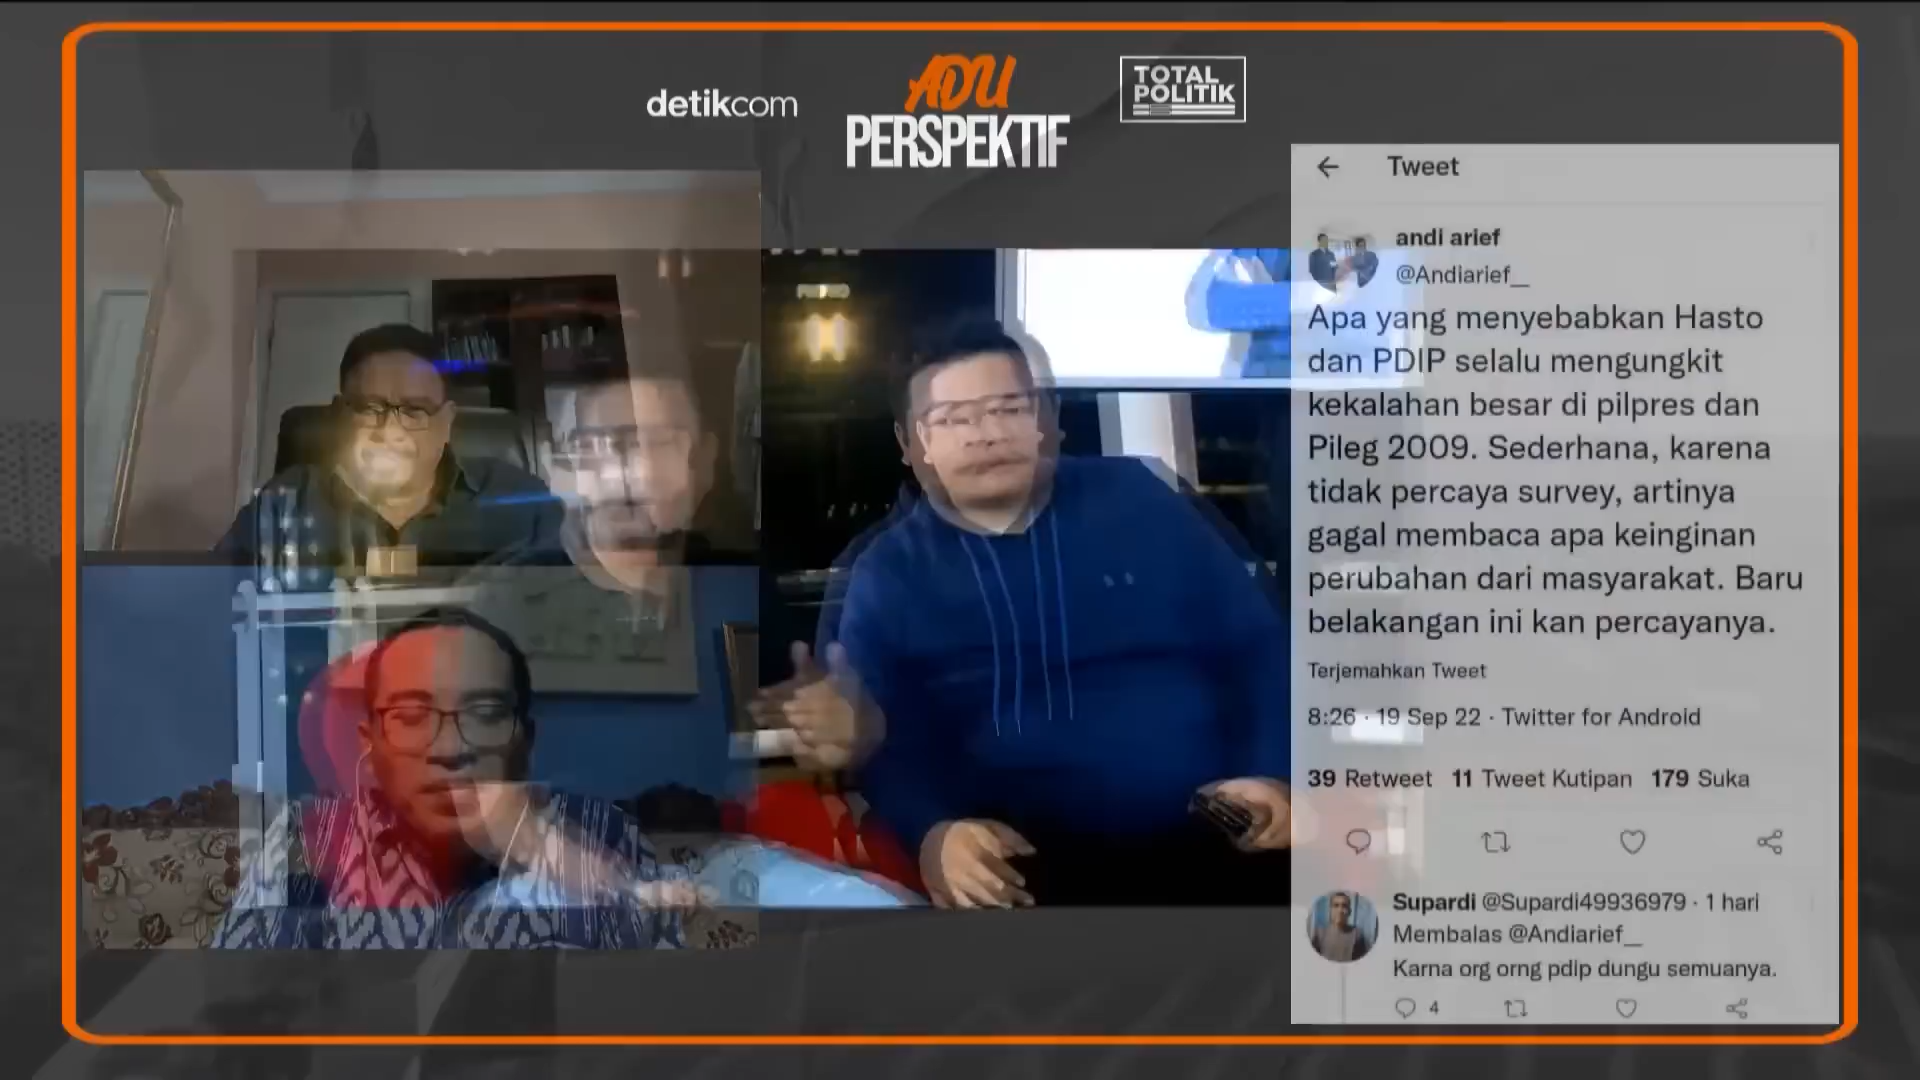 detikcom
ADU
PERSPEKTIF
TOTAL
POLITIK
Tweet
andi arief
@Andiarief__
Apa yang menyebabkan Hasto
dan PDIP selalu mengungkit
kekalahan besar di pilpres dan
Pileg 2009. Sederhana, karena
tidak percaya survey, artinya
gagal membaca apa keinginan
perubahan dari masyarakat. Baru
belakangan ini kan percayanya.
Terjemahkan Tweet
8:26 · 19 Sep 22 · Twitter for Android
39 Retweet 11 Tweet Kutipan 179 Suka
Supardi @Supardi49936979 · 1 hari
Membalas @Andiarief__
Karna org orng pdip dungu semuanya.
4